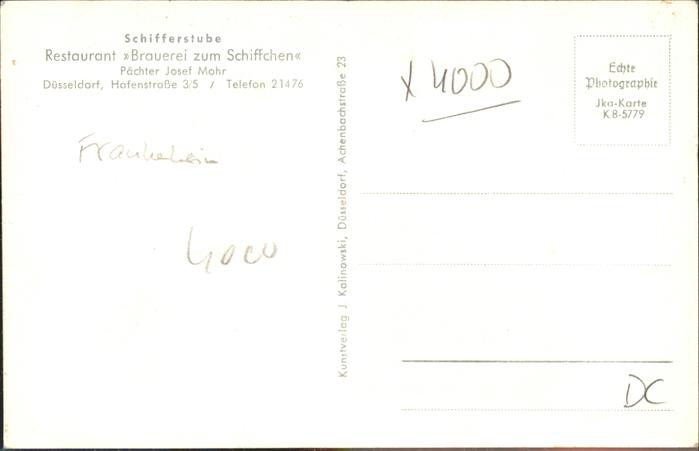 Schifferstube
Restaurant »Brauerei zum Schiffchen«
Pächter Josef Mohr
Düsseldorf, Hafenstraße 3/5 / Telefon 21476
Frankenheim
4000
Kunstverlag J Kalinowski, Düsseldorf, Achenbachstraße 23
x 4000
Echte
Photographie
Jka-Karte
K 8-5779
DC